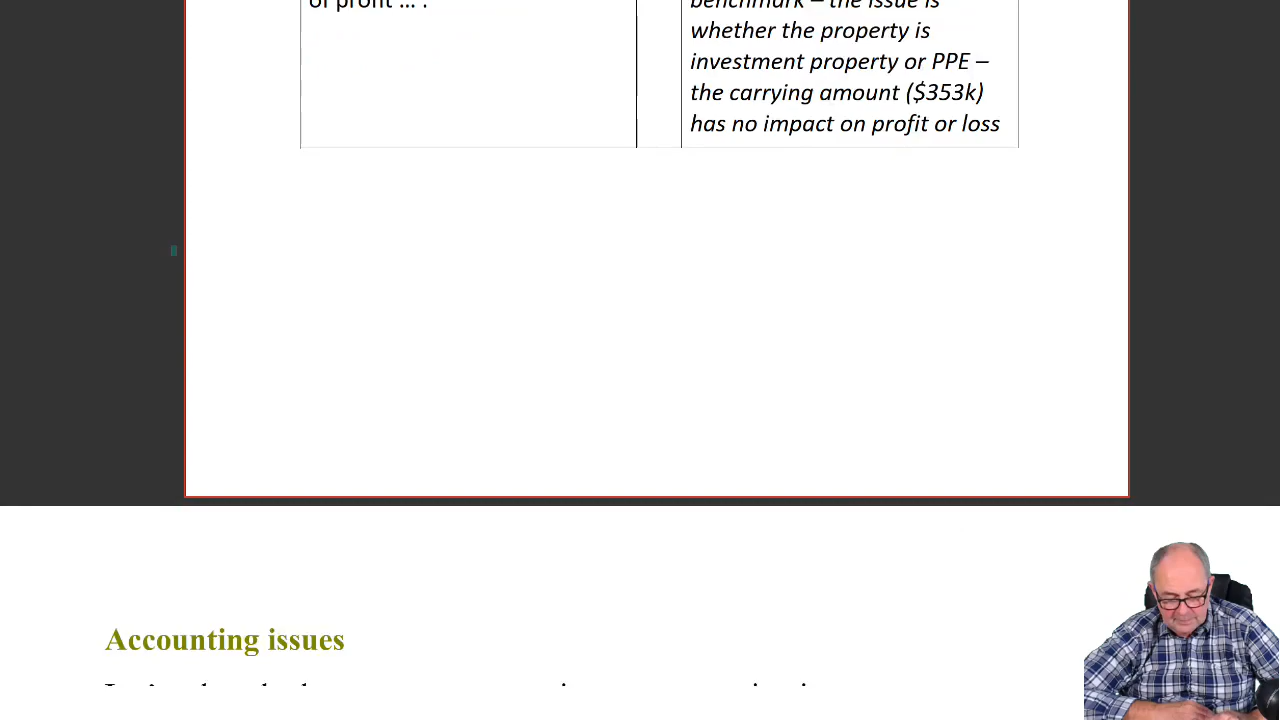 of profit ... .
benchmark – the issue is
whether the property is
investment property or PPE –
the carrying amount ($353k)
has no impact on profit or loss
Accounting issues